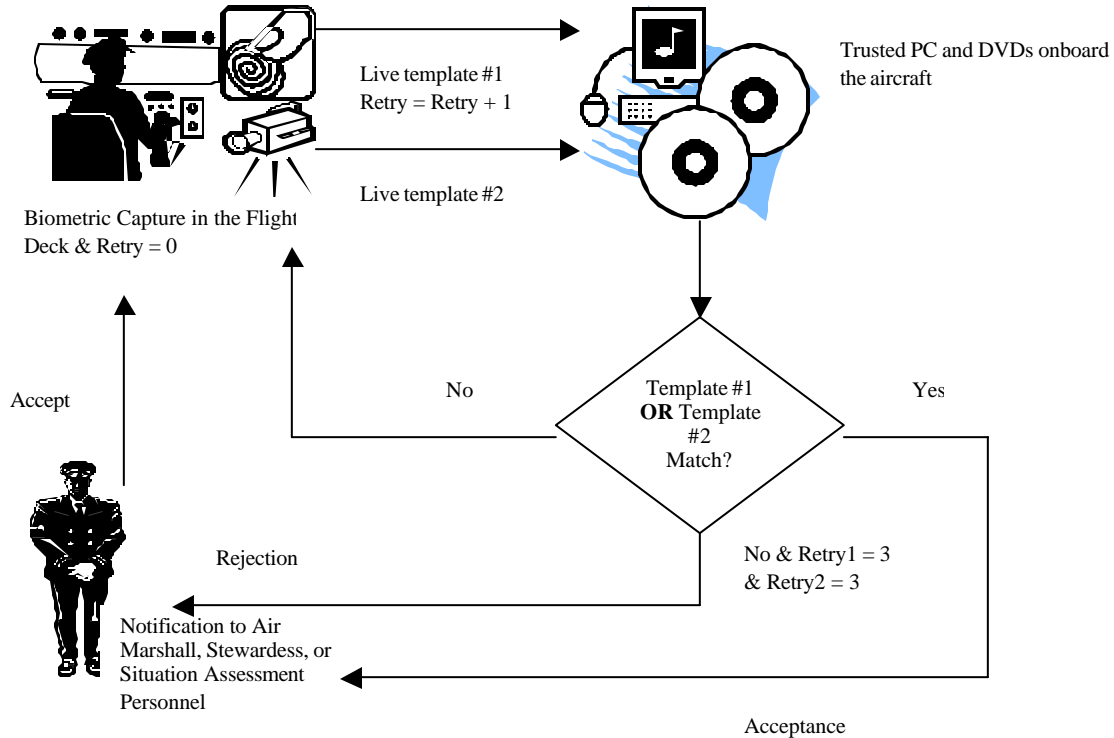 Trusted PC and DVDs onboard
the aircraft
Live template #1
Retry = Retry + 1
Live template #2
Biometric Capture in the Flight
Deck & Retry = 0
No
Template #1
OR Template
#2
Match?
Yes
Accept
Rejection
No & Retry1 = 3
& Retry2 = 3
Notification to Air
Marshall, Stewardess, or
Situation Assessment
Personnel
Acceptance